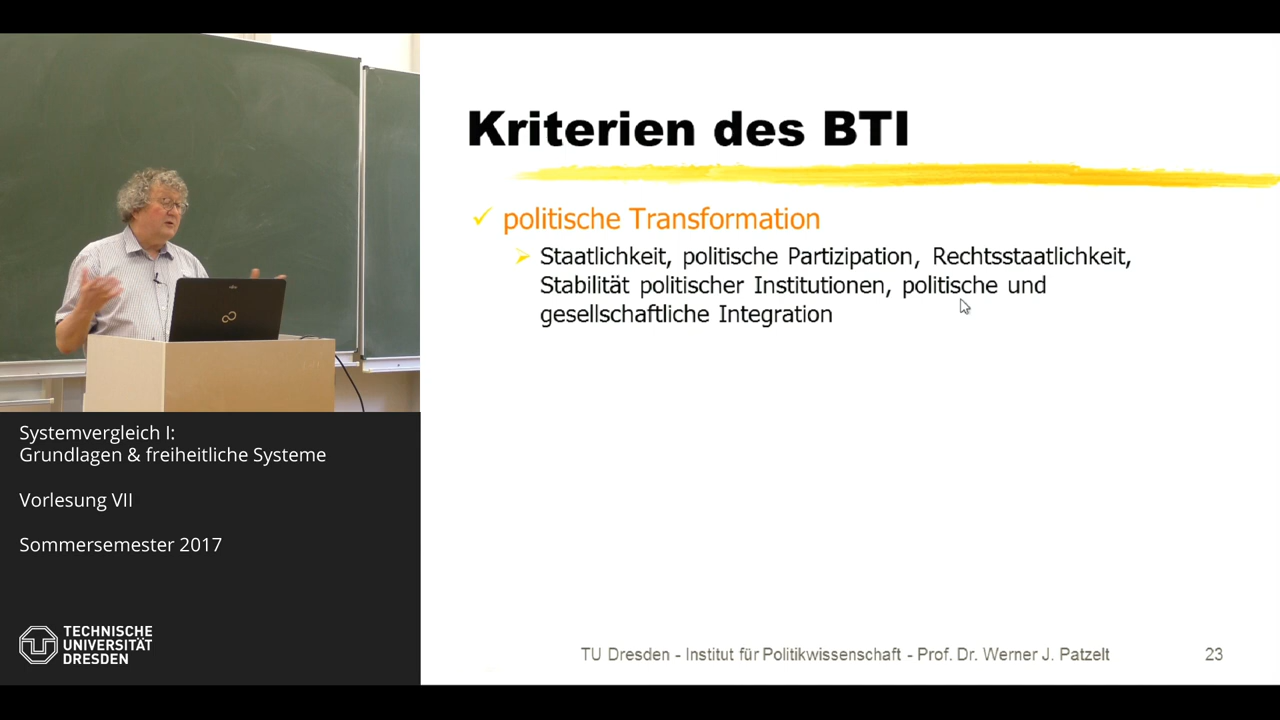 Kriterien des BTI
politische Transformation
Staatlichkeit, politische Partizipation, Rechtsstaatlichkeit,
Stabilität politischer Institutionen, politische und
gesellschaftliche Integration
Systemvergleich I:
Grundlagen & freiheitliche Systeme
Vorlesung VII
Sommersemester 2017
TECHNISCHE
UNIVERSITÄT
DRESDEN
TU Dresden - Institut für Politikwissenschaft - Prof. Dr. Werner J. Patzelt
23